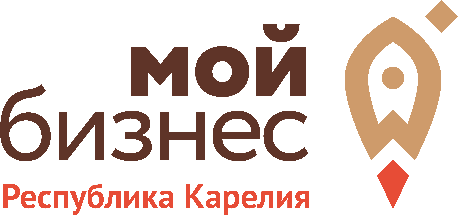 мой
бизнес
Республика Карелия